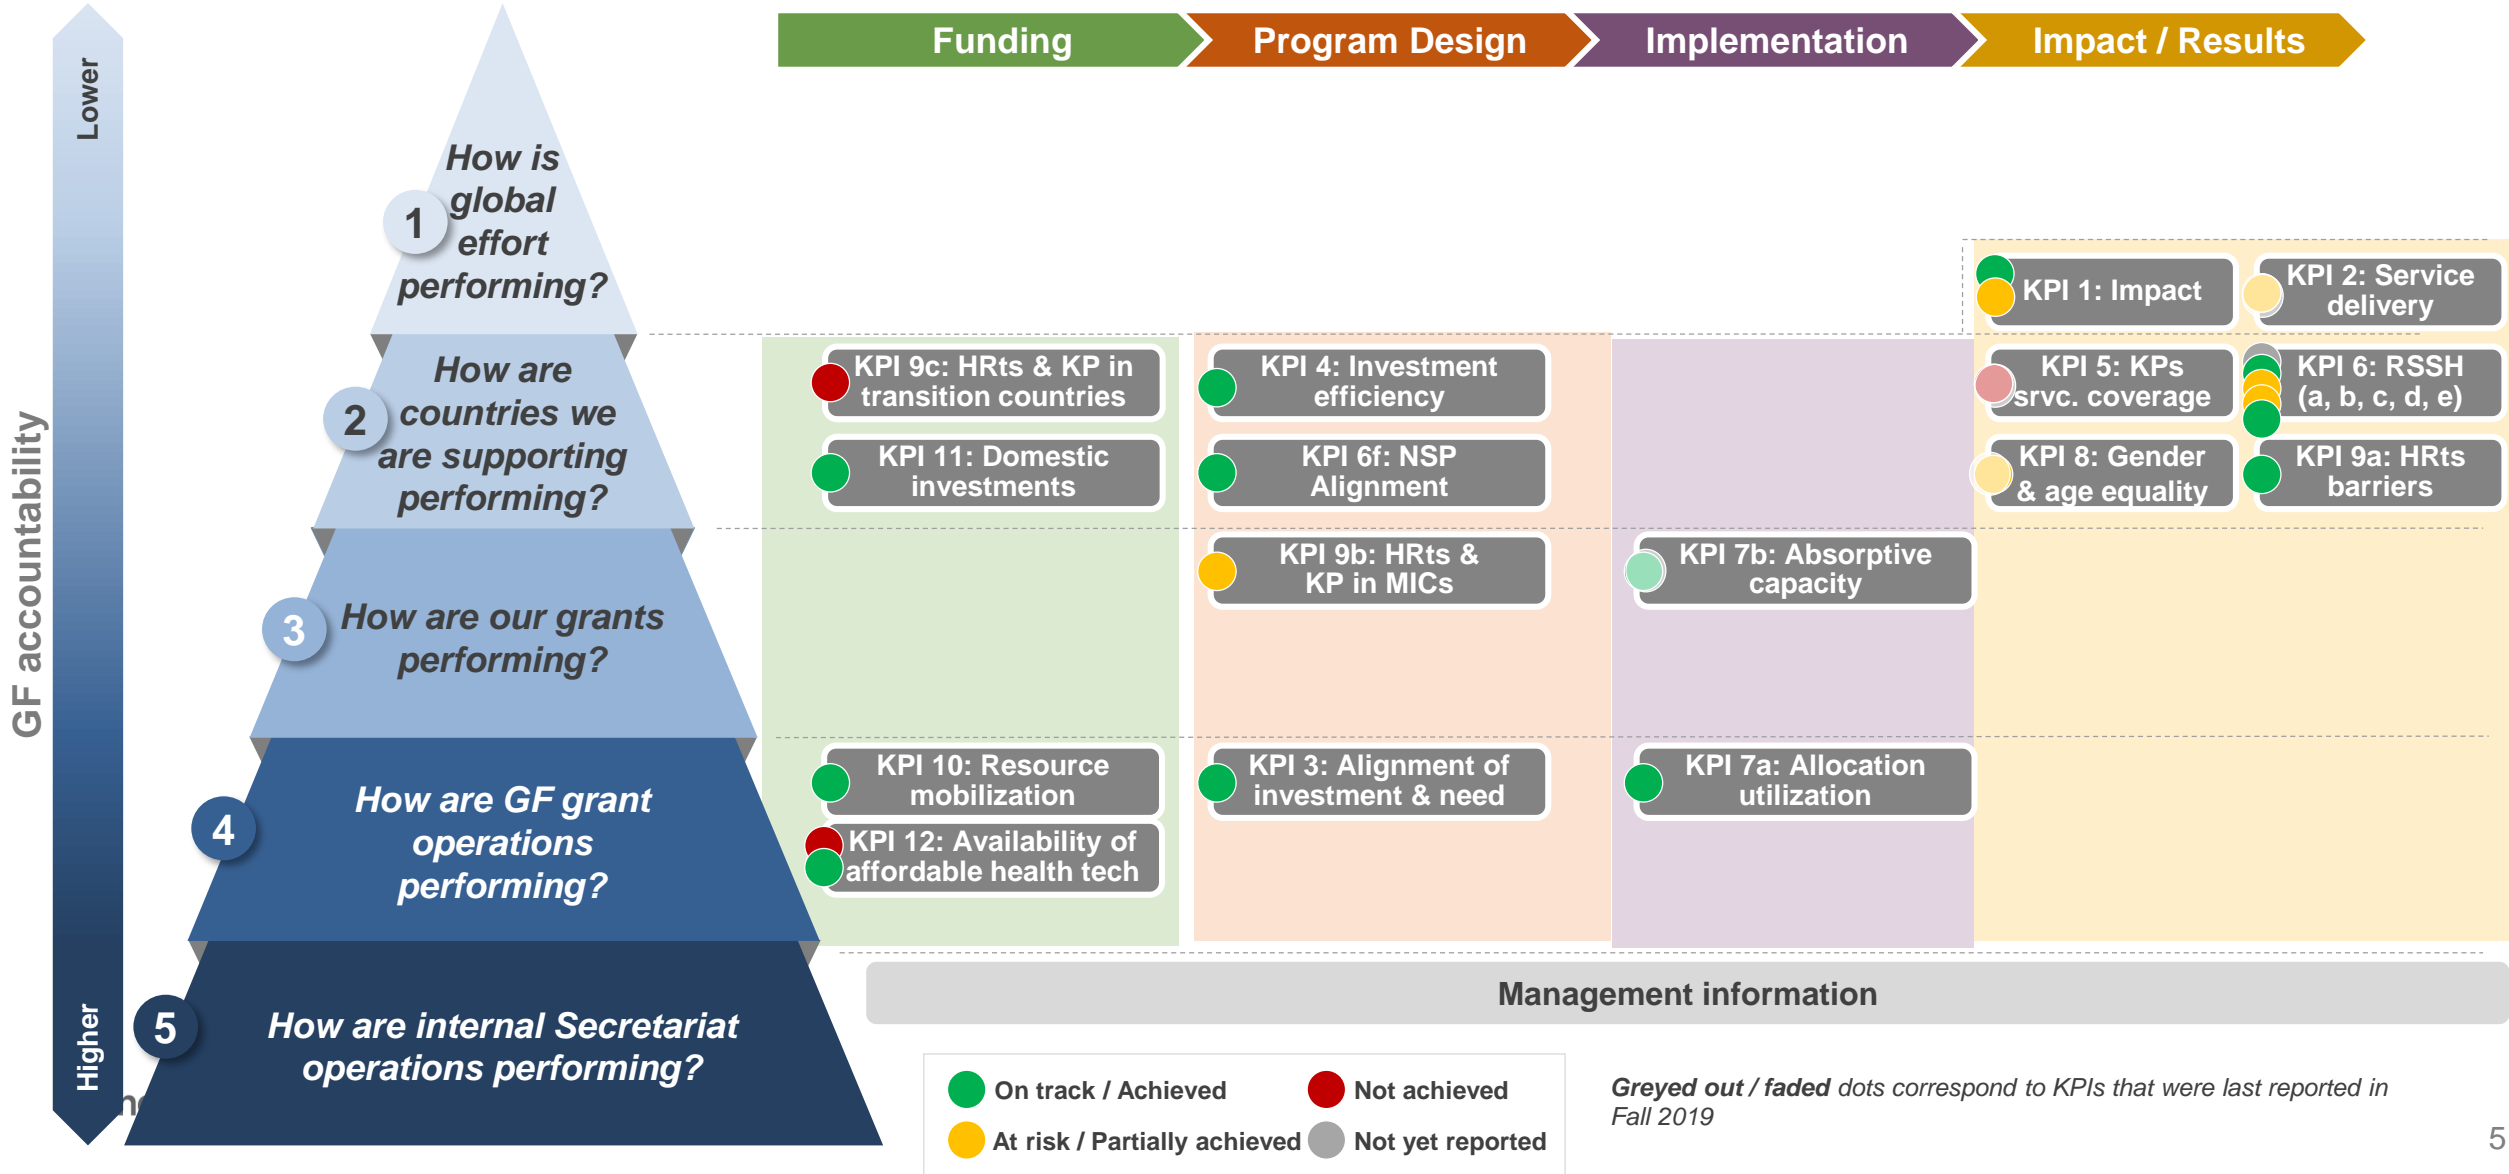 Funding
Program Design
Implementation
Impact / Results
GF accountability
Lower
Higher
1
How is
global
effort
performing?
KPI 1: Impact
KPI 2: Service
delivery
2
How are
countries we
are supporting
performing?
KPI 9c: HRts & KP in
transition countries
KPI 4: Investment
efficiency
KPI 5: KPs
srvc. coverage
KPI 6: RSSH
(a, b, c, d, e)
KPI 11: Domestic
investments
KPI 6f: NSP
Alignment
KPI 8: Gender
& age equality
KPI 9a: HRts
barriers
3
How are our grants
performing?
KPI 9b: HRts &
KP in MICs
KPI 7b: Absorptive
capacity
4
How are GF grant
operations
performing?
KPI 10: Resource
mobilization
KPI 3: Alignment of
investment & need
KPI 7a: Allocation
utilization
KPI 12: Availability of
affordable health tech
5
How are internal Secretariat
operations performing?
Management information
On track / Achieved
Not achieved
At risk / Partially achieved
Not yet reported
Greyed out / faded dots correspond to KPIs that were last reported in
Fall 2019
5